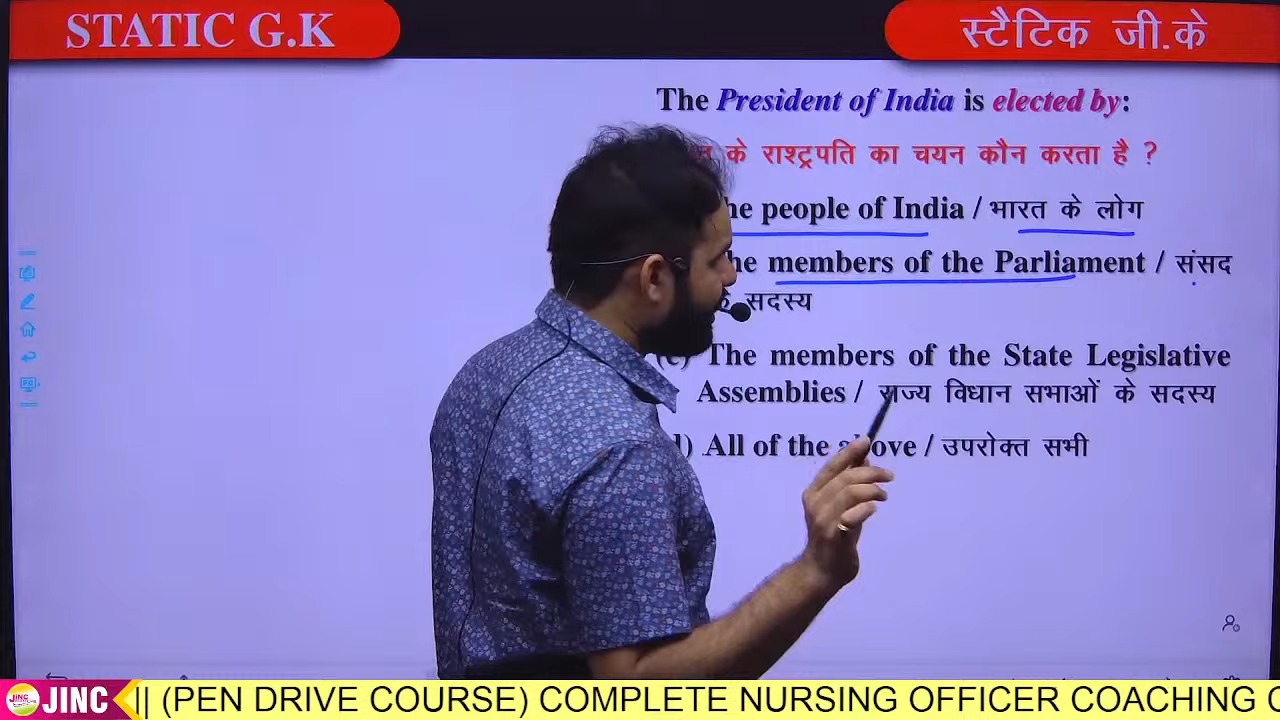 STATIC G.K
स्टैटिक जी.के
The President of India is elected by:
के राश्ट्रपति का चयन कौन करता है ?
he people of India / भारत के लोग
he members of the Parliament / संसद
के सदस्य
(c) The members of the State Legislative
Assemblies / राज्य विधान सभाओं के सदस्य
d) All of the above / उपरोक्त सभी
JINC || (PEN DRIVE COURSE) COMPLETE NURSING OFFICER COACHING C